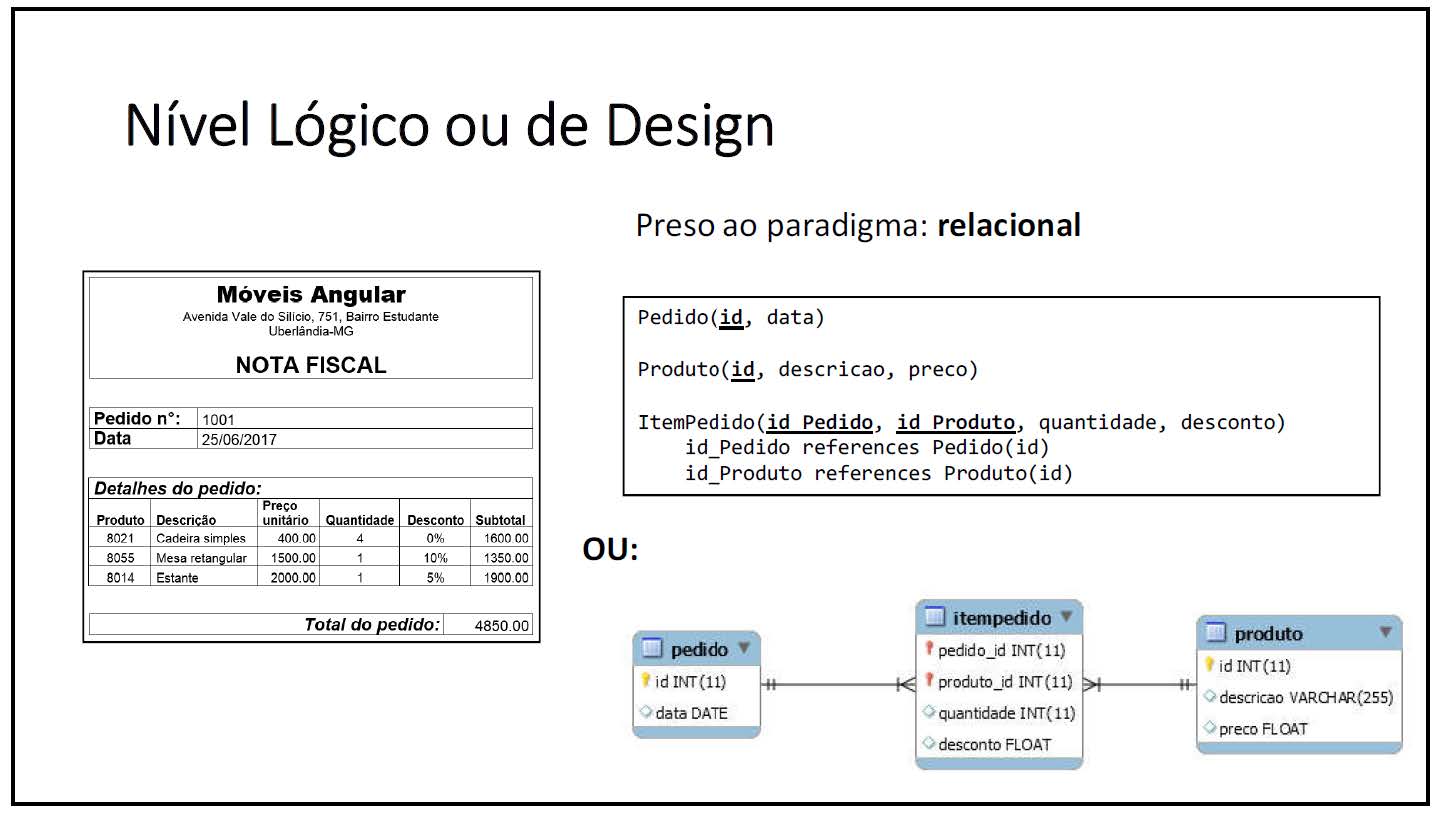 Nível Lógico ou de Design
Preso ao paradigma: relacional
Móveis Angular
Avenida Vale do Silício, 751, Bairro Estudante
Uberlândia-MG
NOTA FISCAL
Pedido n°: 1001
Data 25/06/2017
Detalhes do pedido:
Produto Descrição Preço unitário Quantidade Desconto Subtotal
8021 Cadeira simples 400.00 4 0% 1600.00
8055 Mesa retangular 1500.00 1 10% 1350.00
8014 Estante 2000.00 1 5% 1900.00
Total do pedido: 4850.00
Pedido(id, data)
Produto(id, descricao, preco)
ItemPedido(id_Pedido, id_Produto, quantidade, desconto)
id_Pedido references Pedido(id)
id_Produto references Produto(id)
OU:
pedido
id INT(11)
data DATE
itempedido
pedido_id INT(11)
produto_id INT(11)
quantidade INT(11)
desconto FLOAT
produto
id INT(11)
descricao VARCHAR(255)
preco FLOAT